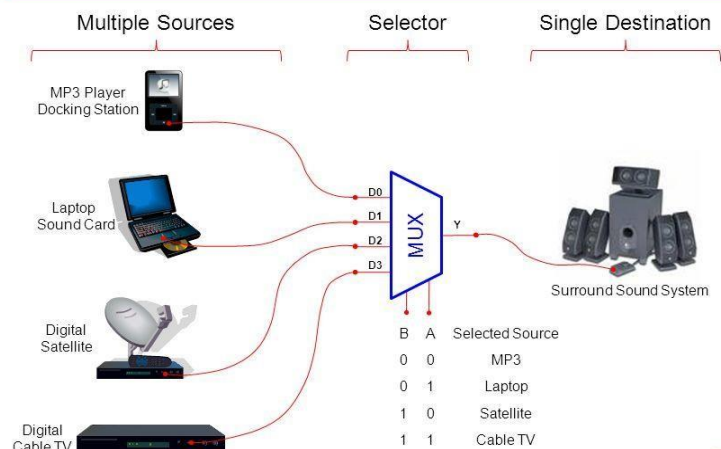 Multiple Sources
Selector
Single Destination
MP3 Player
Docking Station
Laptop
Sound Card
Digital
Satellite
Digital
Cable TV
D0
D1
D2
D3
MUX
Y
Surround Sound System
B A Selected Source
0 0 MP3
0 1 Laptop
1 0 Satellite
1 1 Cable TV